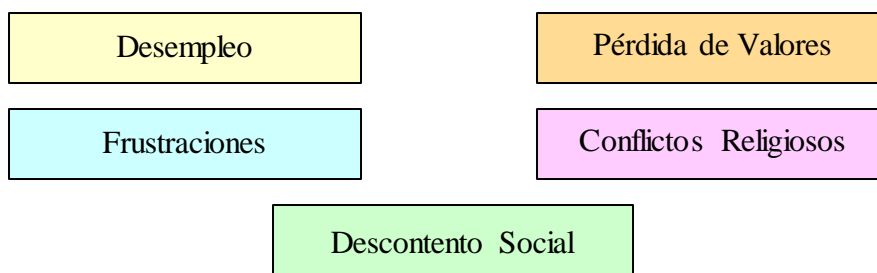 Desempleo
Pérdida de Valores
Frustraciones
Conflictos Religiosos
Descontento Social